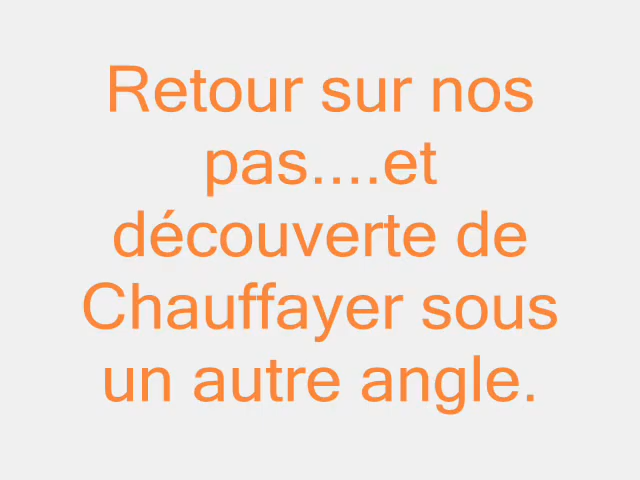 Retour sur nos
pas....et
découverte de
Chauffayer sous
un autre angle.